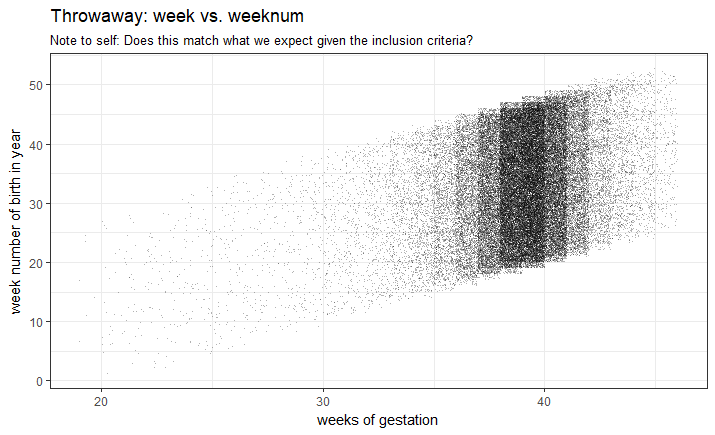 Throwaway: week vs. weeknum
Note to self: Does this match what we expect given the inclusion criteria?
week number of birth in year
50
40
30
20
10
0
20
30
40
weeks of gestation